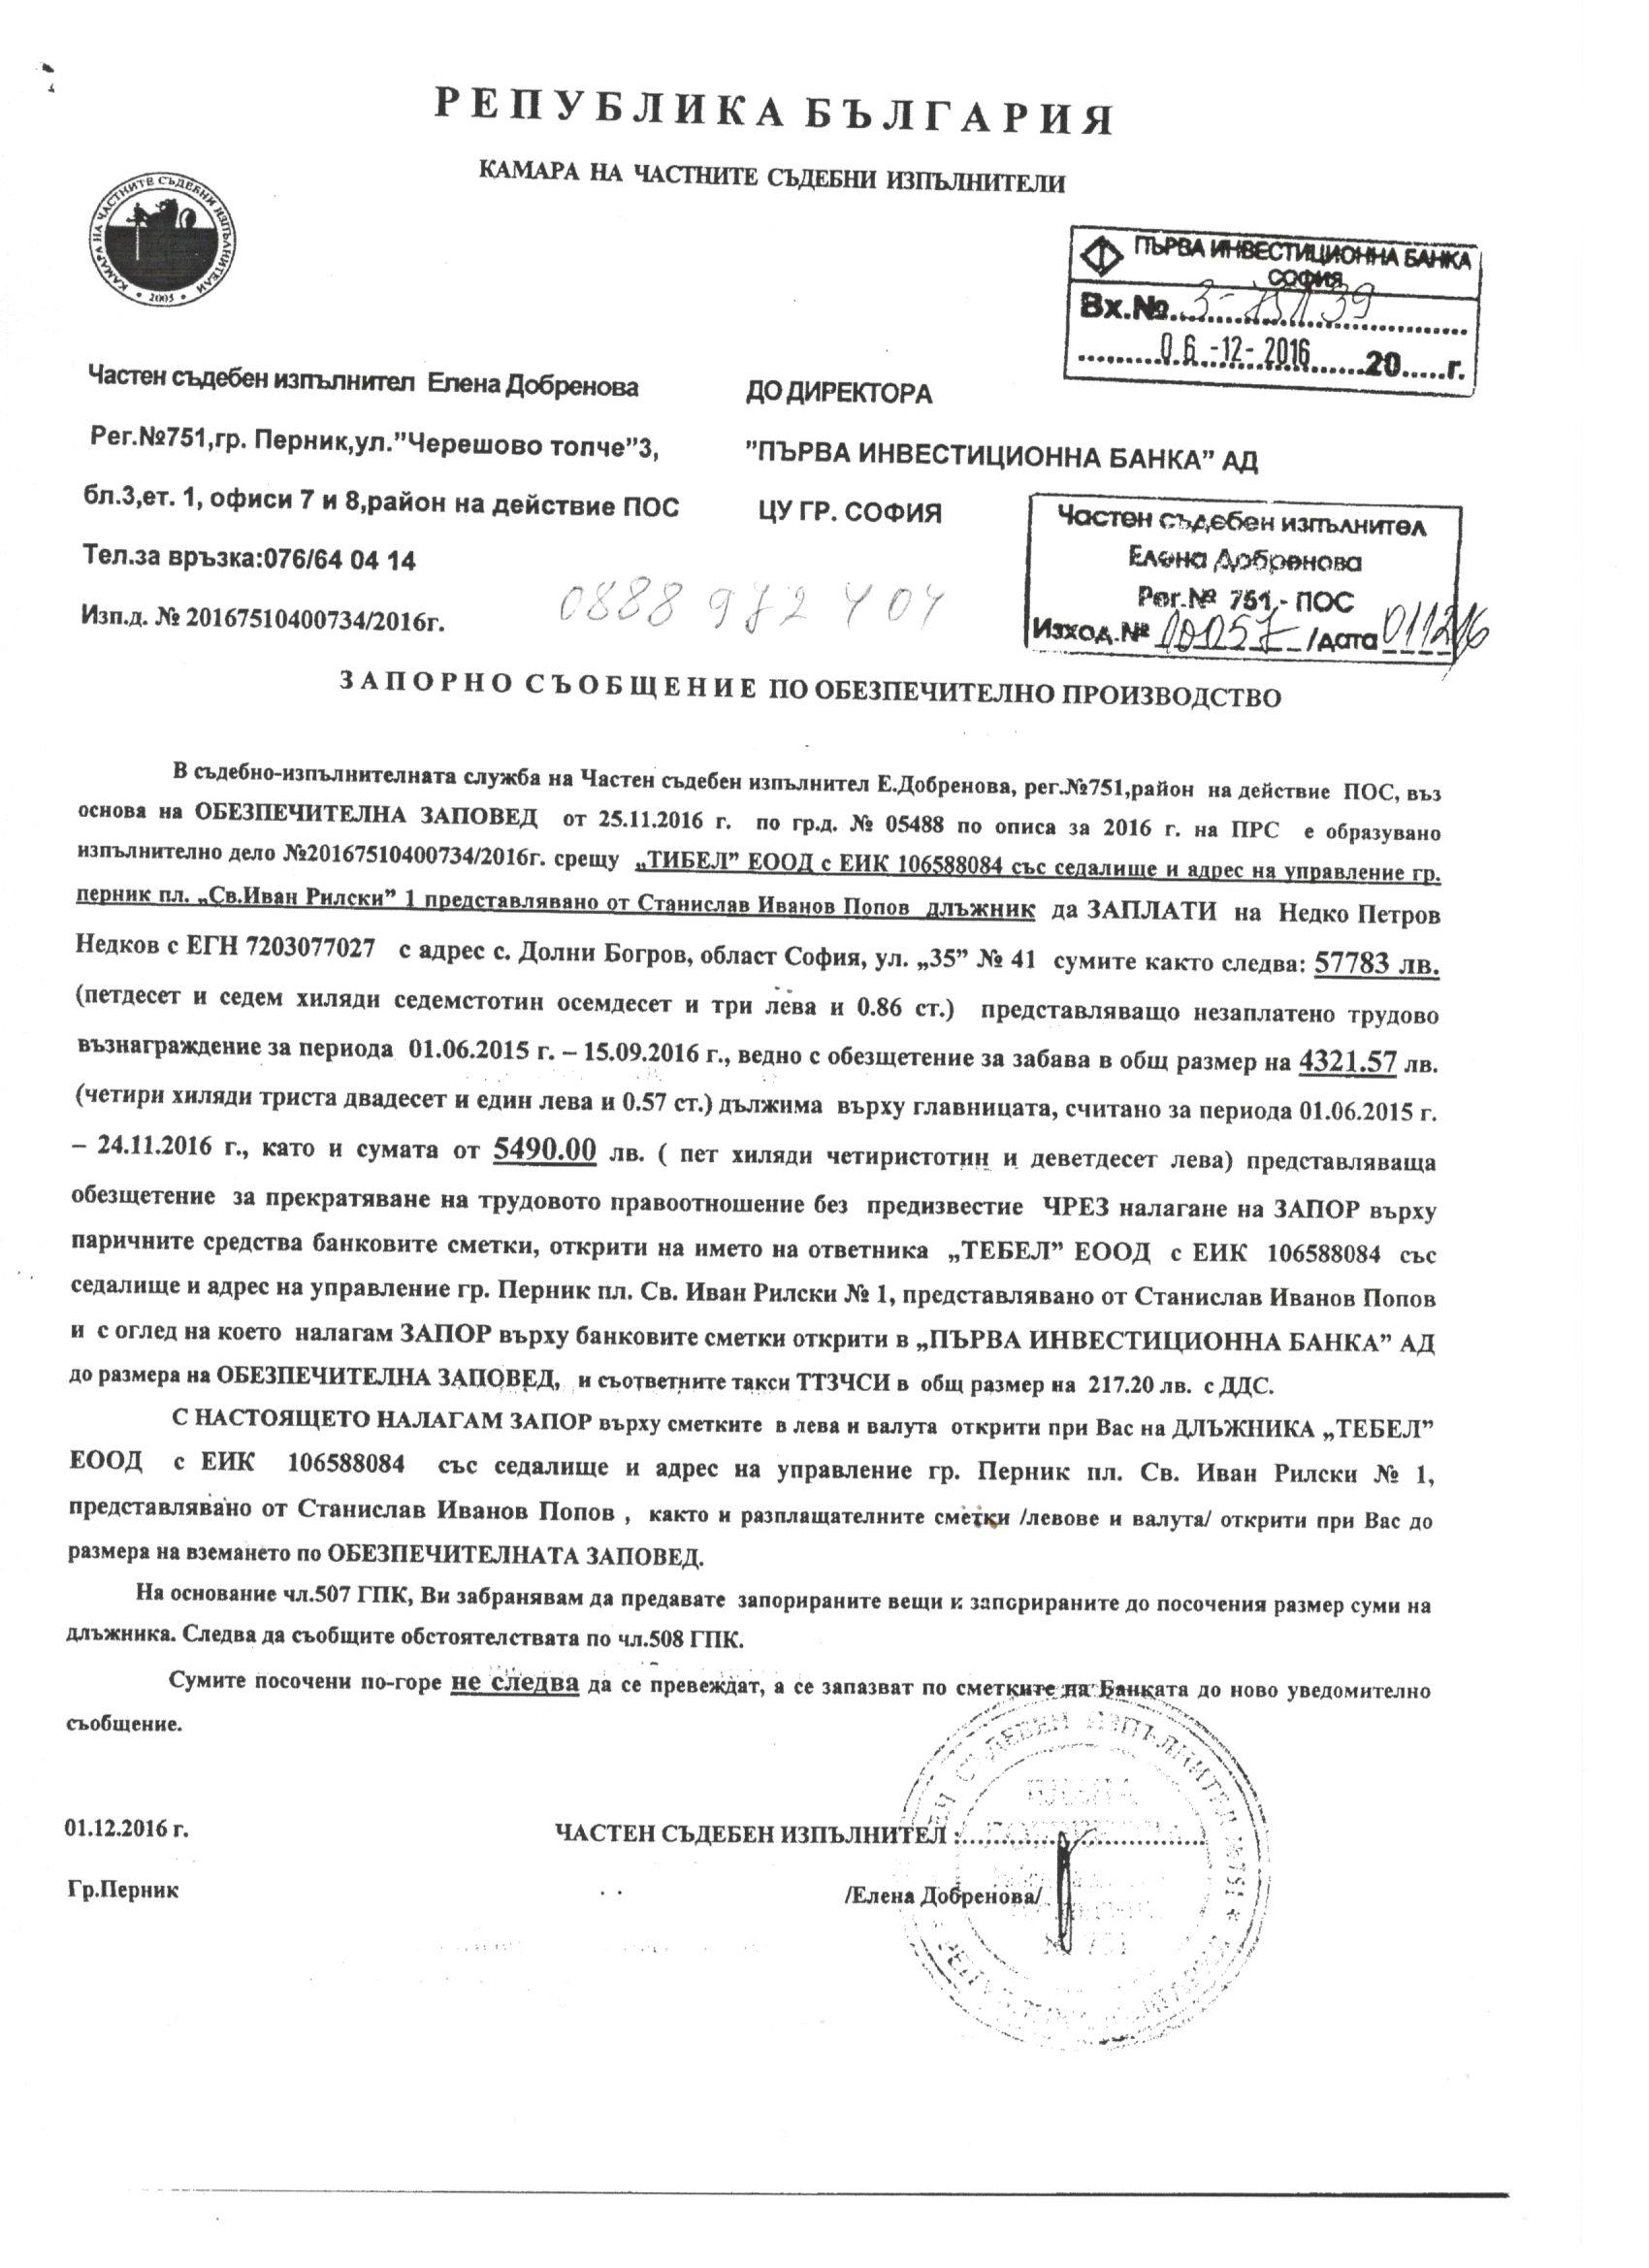 РЕПУБЛИКА БЪЛГАРИЯ
КАМАРА НА ЧАСТНИТЕ СЪДЕБНИ ИЗПЪЛНИТЕЛИ
КАМАРА НА ЧАСТНИТЕ СЪДЕБНИ ИЗПЪЛНИТЕЛИ • 2005 •
ПЪРВА ИНВЕСТИЦИОННА БАНКА
СОФИЯ
Вх.№
06-12-2016 20.....г.
Частен съдебен изпълнител Елена Добренова
Рег.№751,гр. Перник,ул.”Черешово топче”3,
бл.3,ет. 1, офиси 7 и 8,район на действие ПОС
Тел.за връзка:076/64 04 14
Изп.д. № 20167510400734/2016г.
ДО ДИРЕКТОРА
”ПЪРВА ИНВЕСТИЦИОННА БАНКА” АД
ЦУ ГР. СОФИЯ
Частен съдебен изпълнител
Елена Добренова
Рег.№ 751,- ПОС
Изход.№ 10057 /дата 011216
0888 972 404
ЗАПОРНО СЪОБЩЕНИЕ ПО ОБЕЗПЕЧИТЕЛНО ПРОИЗВОДСТВО
В съдебно-изпълнителната служба на Частен съдебен изпълнител Е.Добренова, рег.№751,район на действие ПОС, въз
основа на ОБЕЗПЕЧИТЕЛНА ЗАПОВЕД от 25.11.2016 г. по гр.д. № 05488 по описа за 2016 г. на ПРС е образувано
изпълнително дело №20167510400734/2016г. срещу „ТИБЕЛ” ЕООД с ЕИК 106588084 със седалище и адрес на управление гр.
перник пл. „Св.Иван Рилски” 1 представлявано от Станислав Иванов Попов длъжник да ЗАПЛАТИ на Недко Петров
Недков с ЕГН 7203077027 с адрес с. Долни Богров, област София, ул. „35” № 41 сумите както следва: 57783 лв.
(петдесет и седем хиляди седемстотин осемдесет и три лева и 0.86 ст.) представляващо незаплатено трудово
възнаграждение за периода 01.06.2015 г. – 15.09.2016 г., ведно с обезщетение за забава в общ размер на 4321.57 лв.
(четири хиляди триста двадесет и един лева и 0.57 ст.) дължима върху главницата, считано за периода 01.06.2015 г.
– 24.11.2016 г., като и сумата от 5490.00 лв. ( пет хиляди четиристотин и деветдесет лева) представляваща
обезщетение за прекратяване на трудовото правоотношение без предизвестие ЧРЕЗ налагане на ЗАПОР върху
паричните средства банковите сметки, открити на името на ответника „ТЕБЕЛ” ЕООД с ЕИК 106588084 със
седалище и адрес на управление гр. Перник пл. Св. Иван Рилски № 1, представлявано от Станислав Иванов Попов
и с оглед на което налагам ЗАПОР върху банковите сметки открити в „ПЪРВА ИНВЕСТИЦИОННА БАНКА” АД
до размера на ОБЕЗПЕЧИТЕЛНА ЗАПОВЕД, и съответните такси ТТЗЧСИ в общ размер на 217.20 лв. с ДДС.
С НАСТОЯЩЕТО НАЛАГАМ ЗАПОР върху сметките в лева и валута открити при Вас на ДЛЪЖНИКА „ТЕБЕЛ”
ЕООД с ЕИК 106588084 със седалище и адрес на управление гр. Перник пл. Св. Иван Рилски № 1,
представлявано от Станислав Иванов Попов , както и разплащателните сметки /левове и валута/ открити при Вас до
размера на вземането по ОБЕЗПЕЧИТЕЛНАТА ЗАПОВЕД.
На основание чл.507 ГПК, Ви забранявам да предавате запорираните вещи и запорираните до посочения размер суми на
длъжника. Следва да съобщите обстоятелствата по чл.508 ГПК.
Сумите посочени по-горе не следва да се превеждат, а се запазват по сметките на Банката до ново уведомително
съобщение.
01.12.2016 г.
ЧАСТЕН СЪДЕБЕН ИЗПЪЛНИТЕЛ :
Гр.Перник
/Елена Добренова/